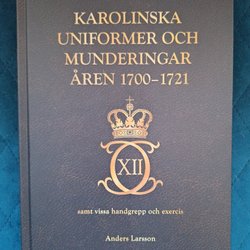 KAROLINSKA
UNIFORMER OCH
MUNDERINGAR
ÅREN 1700–1721
XII
samt vissa handgrepp och exercis
Anders Larsson